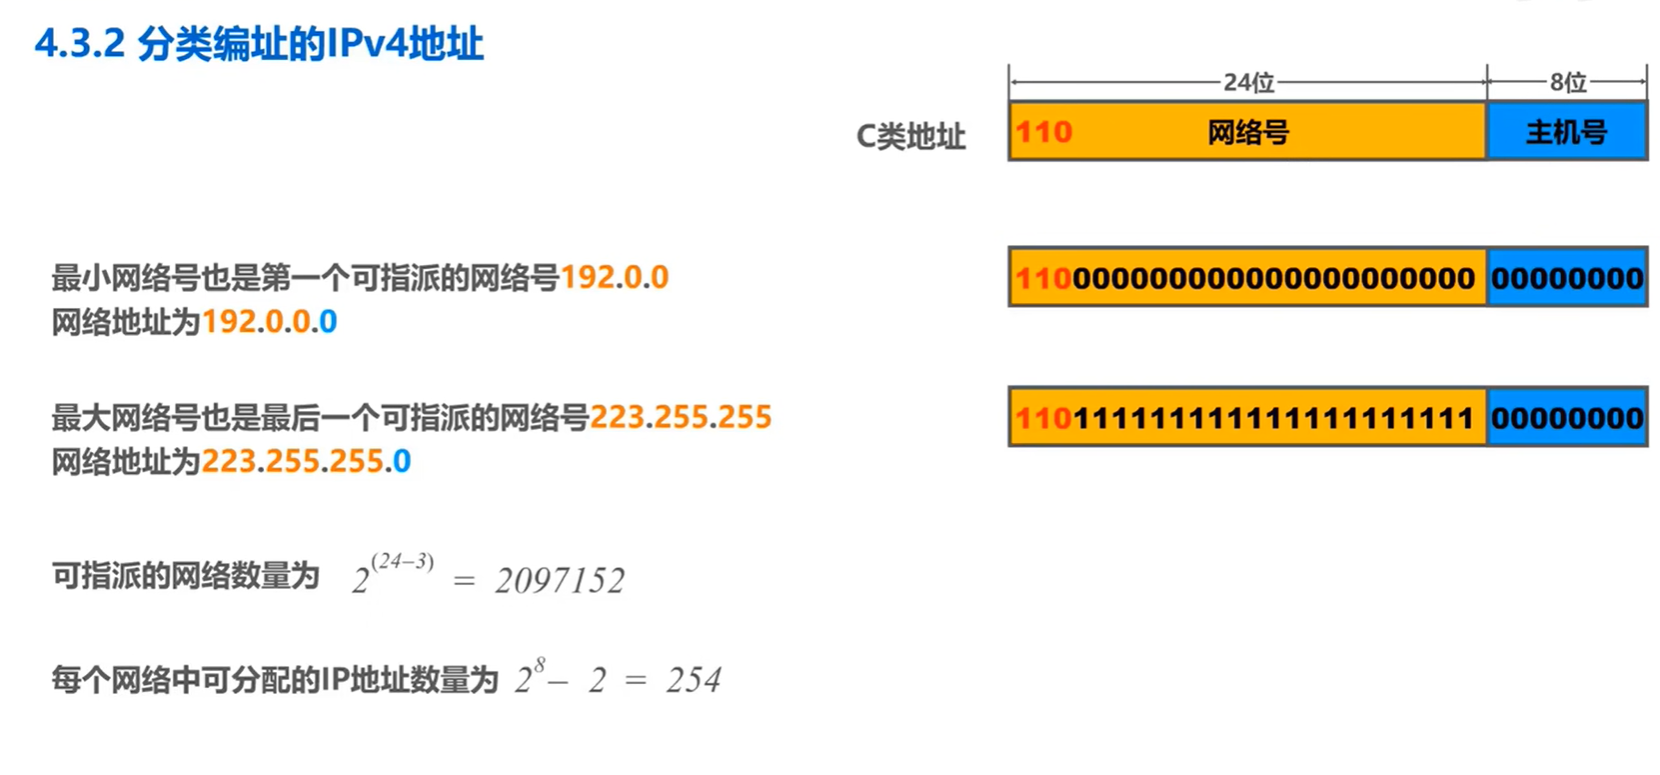 4.3.2 分类编址的IPv4地址
24位 8位
C类地址 110 网络号 主机号
最小网络号也是第一个可指派的网络号192.0.0
网络地址为192.0.0.0
110000000000000000000000 00000000
最大网络号也是最后一个可指派的网络号223.255.255
网络地址为223.255.255.0
110111111111111111111111 00000000
可指派的网络数量为 2^(24−3) = 2097152
每个网络中可分配的IP地址数量为 2^8 − 2 = 254